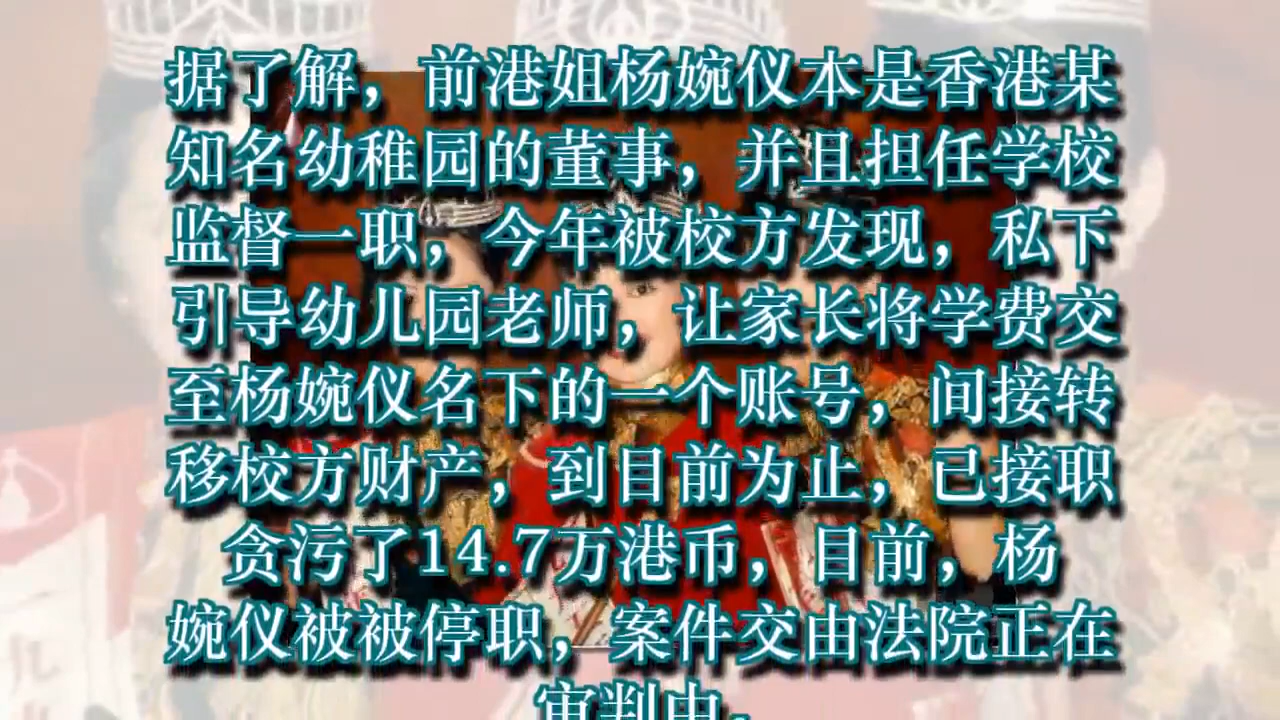 据了解，前港姐杨婉仪本是香港某
知名幼稚园的董事，并且担任学校
监督一职，今年被校方发现，私下
引导幼儿园老师，让家长将学费交
至杨婉仪名下的一个账号，间接转
移校方财产，到目前为止，已接职
贪污了14.7万港币，目前，杨
婉仪被被停职，案件交由法院正在
审判中.